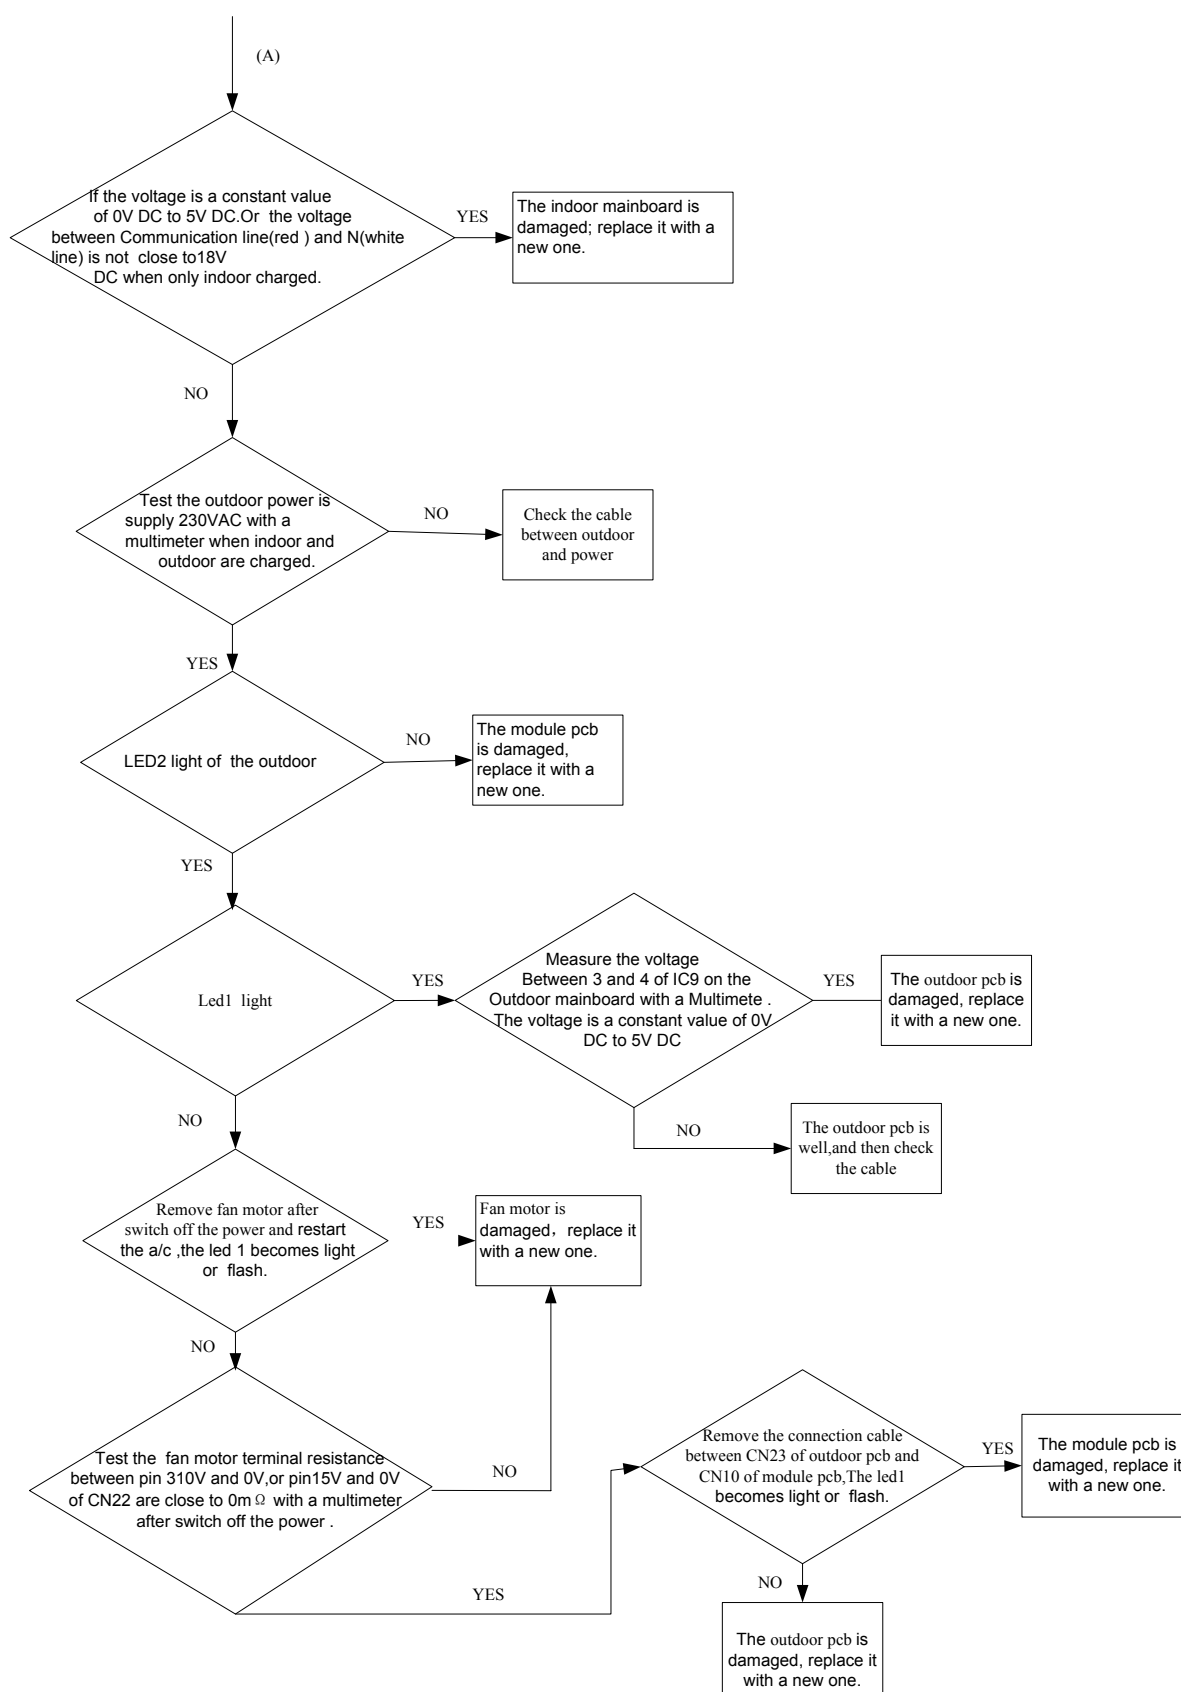 (A)
If the voltage is a constant value
of 0V DC to 5V DC.Or the voltage
between Communication line(red ) and N(white
line) is not close to18V
DC when only indoor charged.
YES
The indoor mainboard is
damaged; replace it with a
new one.
NO
Test the outdoor power is
supply 230VAC with a
multimeter when indoor and
outdoor are charged.
NO
Check the cable
between outdoor
and power
YES
LED2 light of the outdoor
NO
The module pcb
is damaged,
replace it with a
new one.
YES
Led1 light
YES
Measure the voltage
Between 3 and 4 of IC9 on the
Outdoor mainboard with a Multimete .
The voltage is a constant value of 0V
DC to 5V DC
YES
The outdoor pcb is
damaged, replace
it with a new one.
NO
The outdoor pcb is
well,and then check
the cable
NO
Remove fan motor after
switch off the power and restart
the a/c ,the led 1 becomes light
or flash.
YES
Fan motor is
damaged，replace it
with a new one.
NO
Test the fan motor terminal resistance
between pin 310V and 0V,or pin15V and 0V
of CN22 are close to 0mΩ with a multimeter
after switch off the power .
NO
YES
Remove the connection cable
between CN23 of outdoor pcb and
CN10 of module pcb,The led1
becomes light or flash.
YES
The module pcb is
damaged, replace it
with a new one.
NO
The outdoor pcb is
damaged, replace it
with a new one.